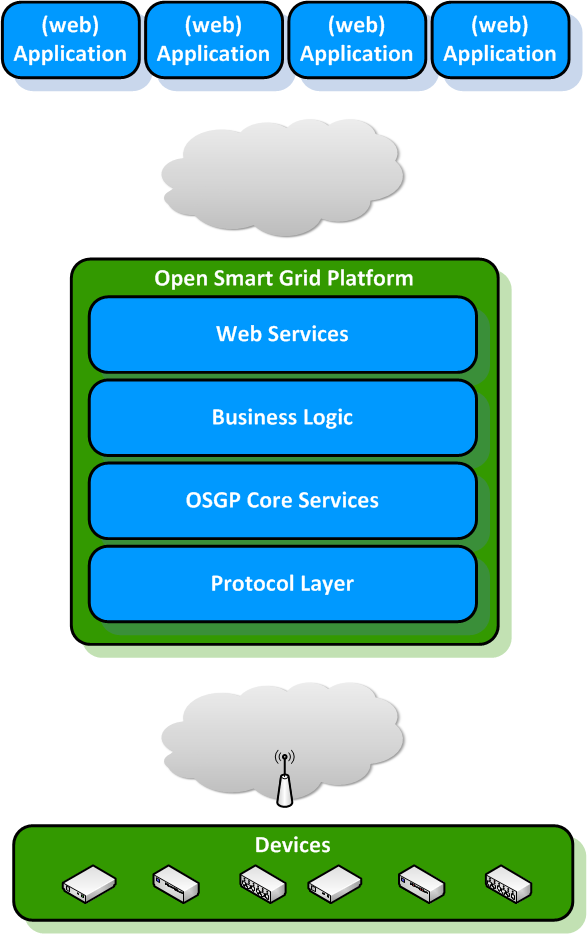 (web) (web) (web) (web)
Application Application Application Application
Open Smart Grid Platform
Web Services
Business Logic
OSGP Core Services
Protocol Layer
Devices